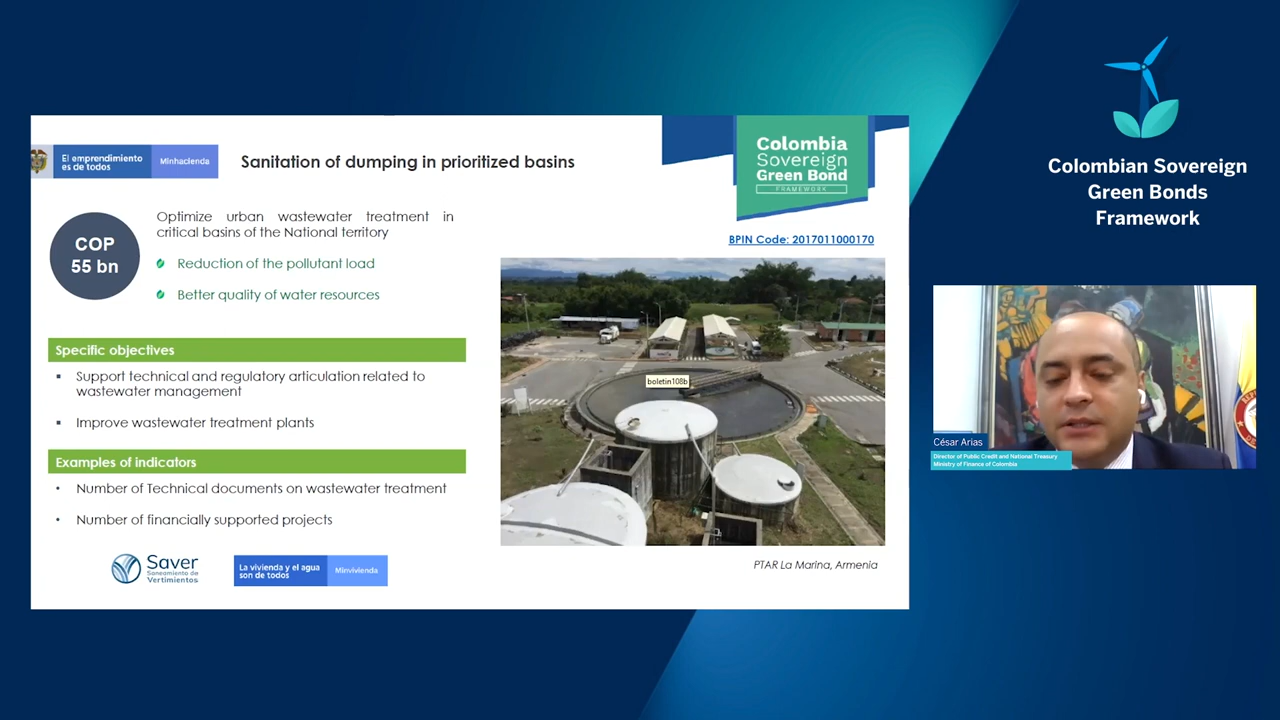 El emprendimiento
es de todos
Minhacienda
Sanitation of dumping in prioritized basins
Colombia
Sovereign
Green Bond
FRAMEWORK
BPIN Code: 2017011000170
COP
55 bn
Optimize urban wastewater treatment in
critical basins of the National territory
Reduction of the pollutant load
Better quality of water resources
Specific objectives
▪ Support technical and regulatory articulation related to
wastewater management
▪ Improve wastewater treatment plants
Examples of indicators
• Number of Technical documents on wastewater treatment
• Number of financially supported projects
Saver
Saneamiento de
Vertimientos
La vivienda y el agua
son de todos
Minvivienda
boletin108b
PTAR La Marina, Armenia
Colombian Sovereign
Green Bonds
Framework
César Arias
Director of Public Credit and National Treasury
Ministry of Finance of Colombia